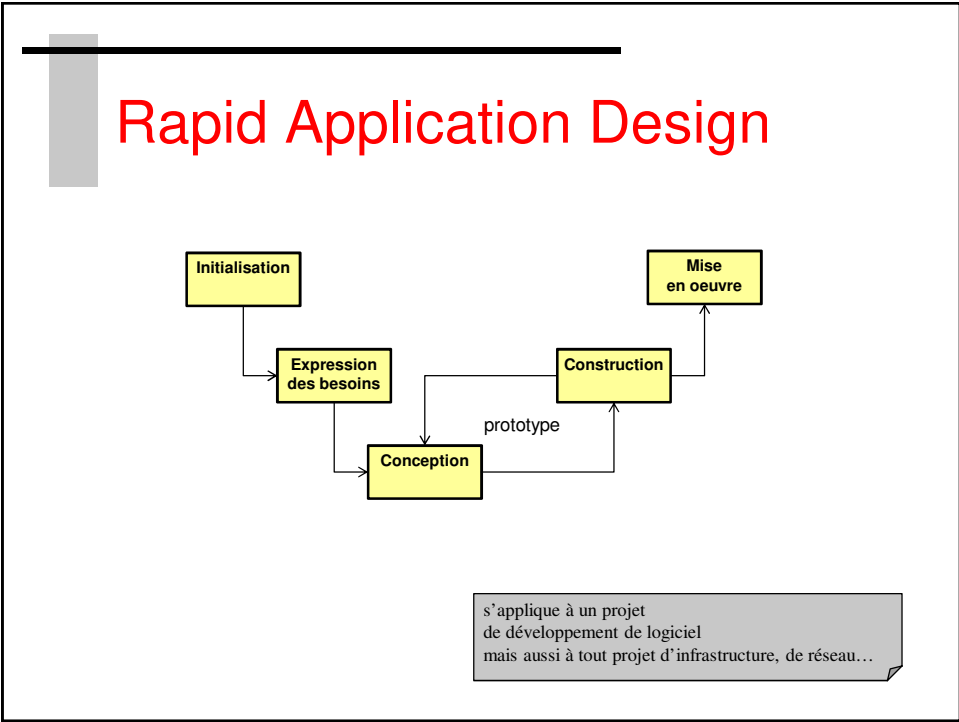 Rapid Application Design
Initialisation
Mise
en oeuvre
Expression
des besoins
Construction
prototype
Conception
s’applique à un projet
de développement de logiciel
mais aussi à tout projet d’infrastructure, de réseau…